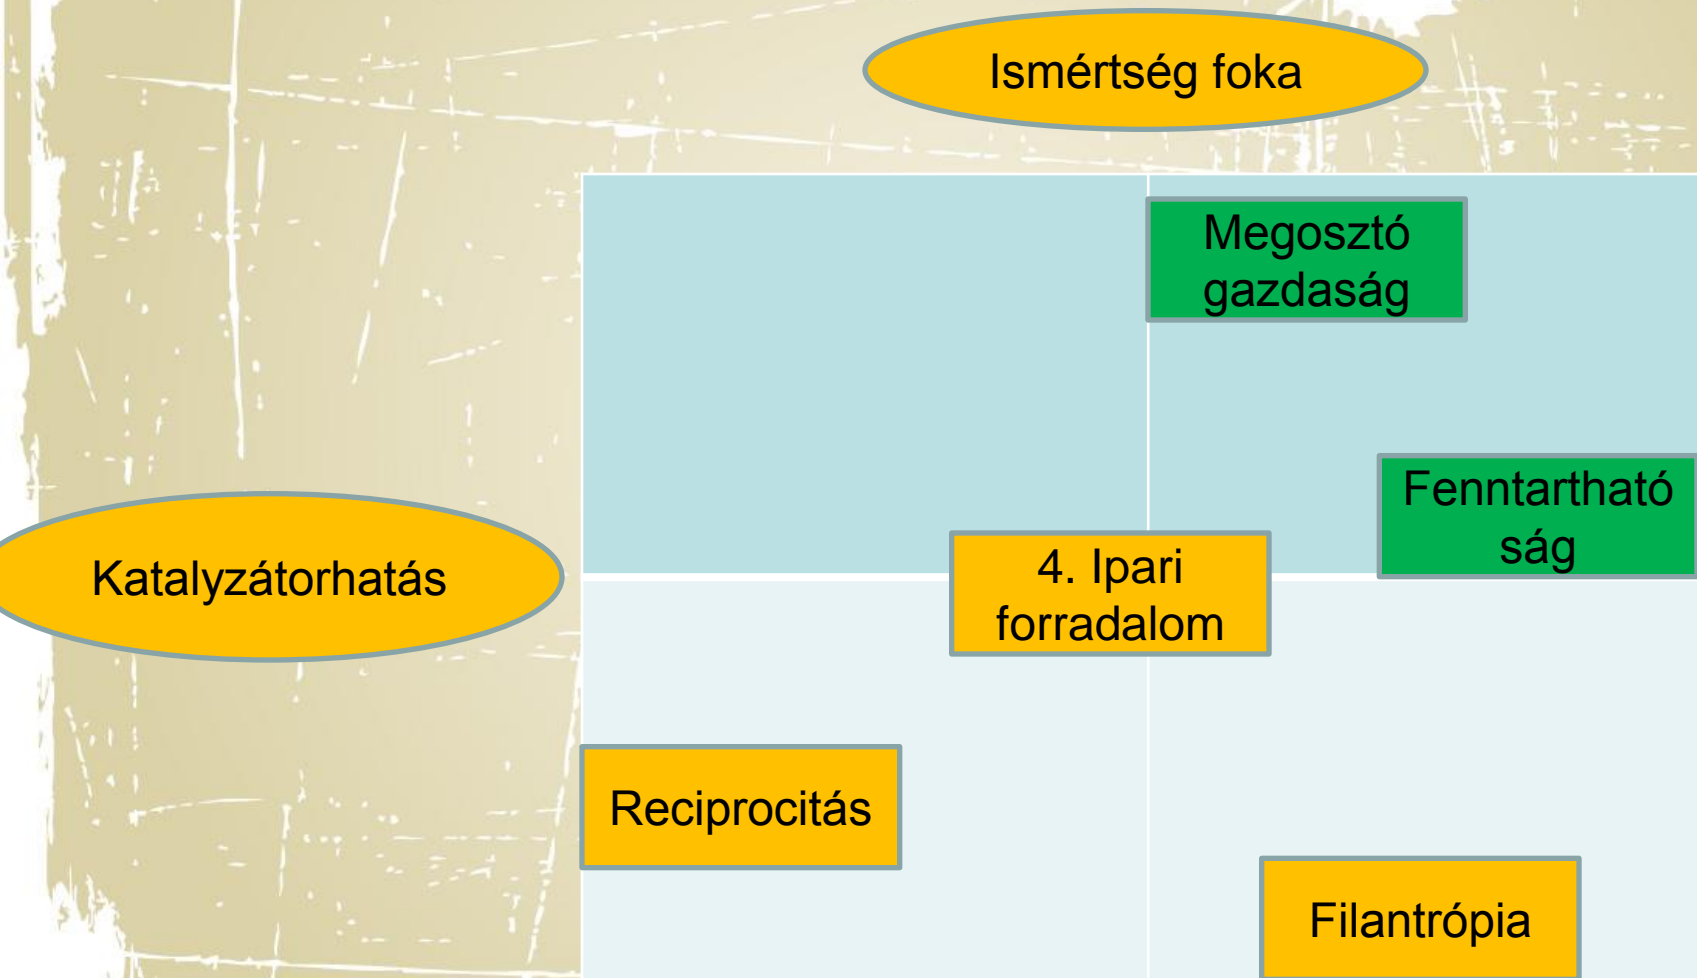 Ismértség foka
Megosztó
gazdaság
Fenntartható
ság
Katalyzátorhatás
4. Ipari
forradalom
Reciprocitás
Filantrópia